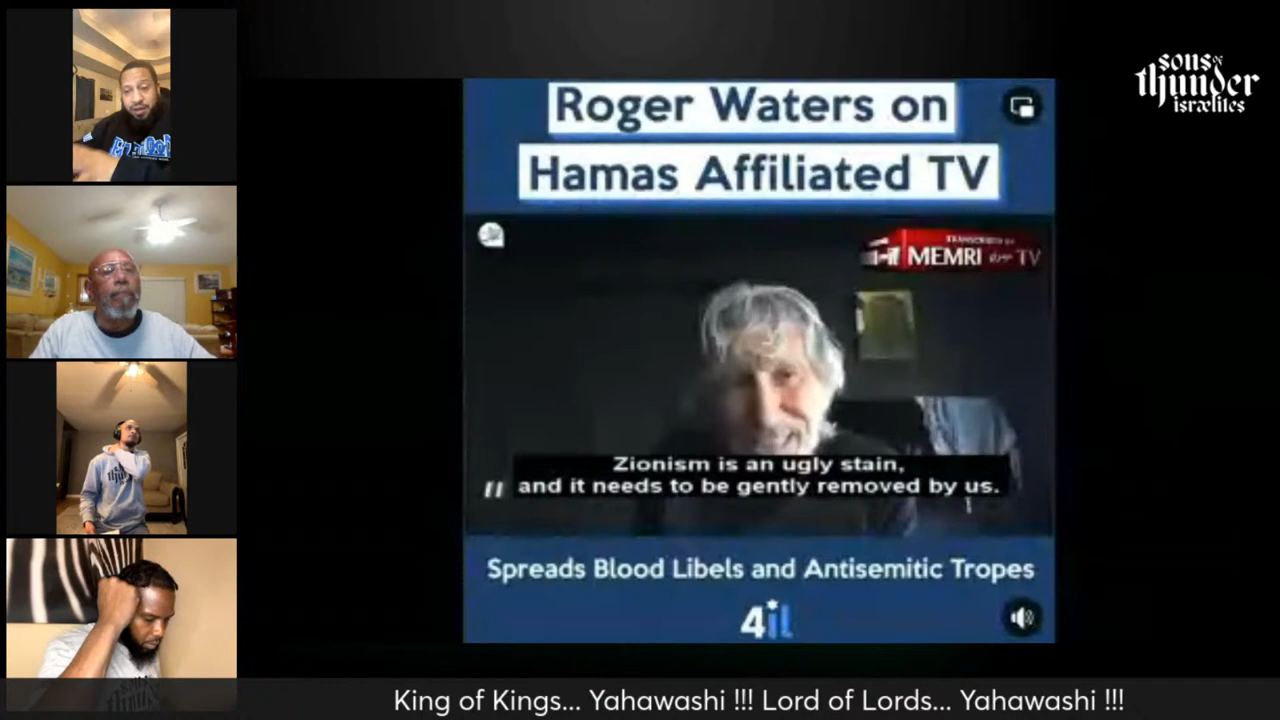 sons of
thunder
israelites
Roger Waters on
Hamas Affiliated TV
TRANSCRIBED BY
MEMRI TV
Zionism is an ugly stain,
" and it needs to be gently removed by us.
Spreads Blood Libels and Antisemitic Tropes
4il
King of Kings... Yahawashi !!! Lord of Lords... Yahawashi !!!